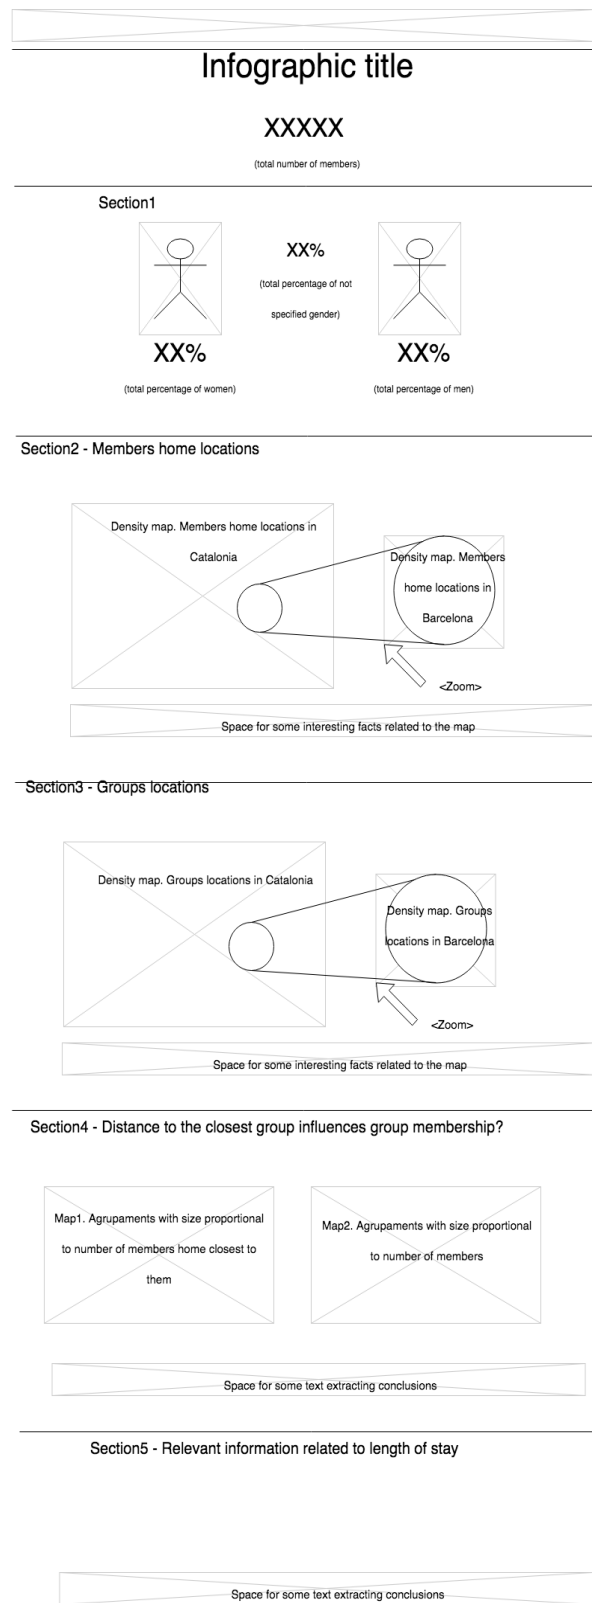 Infographic title
XXXXX
(total number of members)
Section1
XX%
(total percentage of not
specified gender)
XX%
(total percentage of women)
XX%
(total percentage of men)
Section2 - Members home locations
Density map. Members home locations in
Catalonia
Density map. Members
home locations in
Barcelona
<Zoom>
Space for some interesting facts related to the map
Section3 - Groups locations
Density map. Groups locations in Catalonia
Density map. Groups
locations in Barcelona
<Zoom>
Space for some interesting facts related to the map
Section4 - Distance to the closest group influences group membership?
Map1. Agrupaments with size proportional
to number of members home closest to
them
Map2. Agrupaments with size proportional
to number of members
Space for some text extracting conclusions
Section5 - Relevant information related to length of stay
Space for some text extracting conclusions